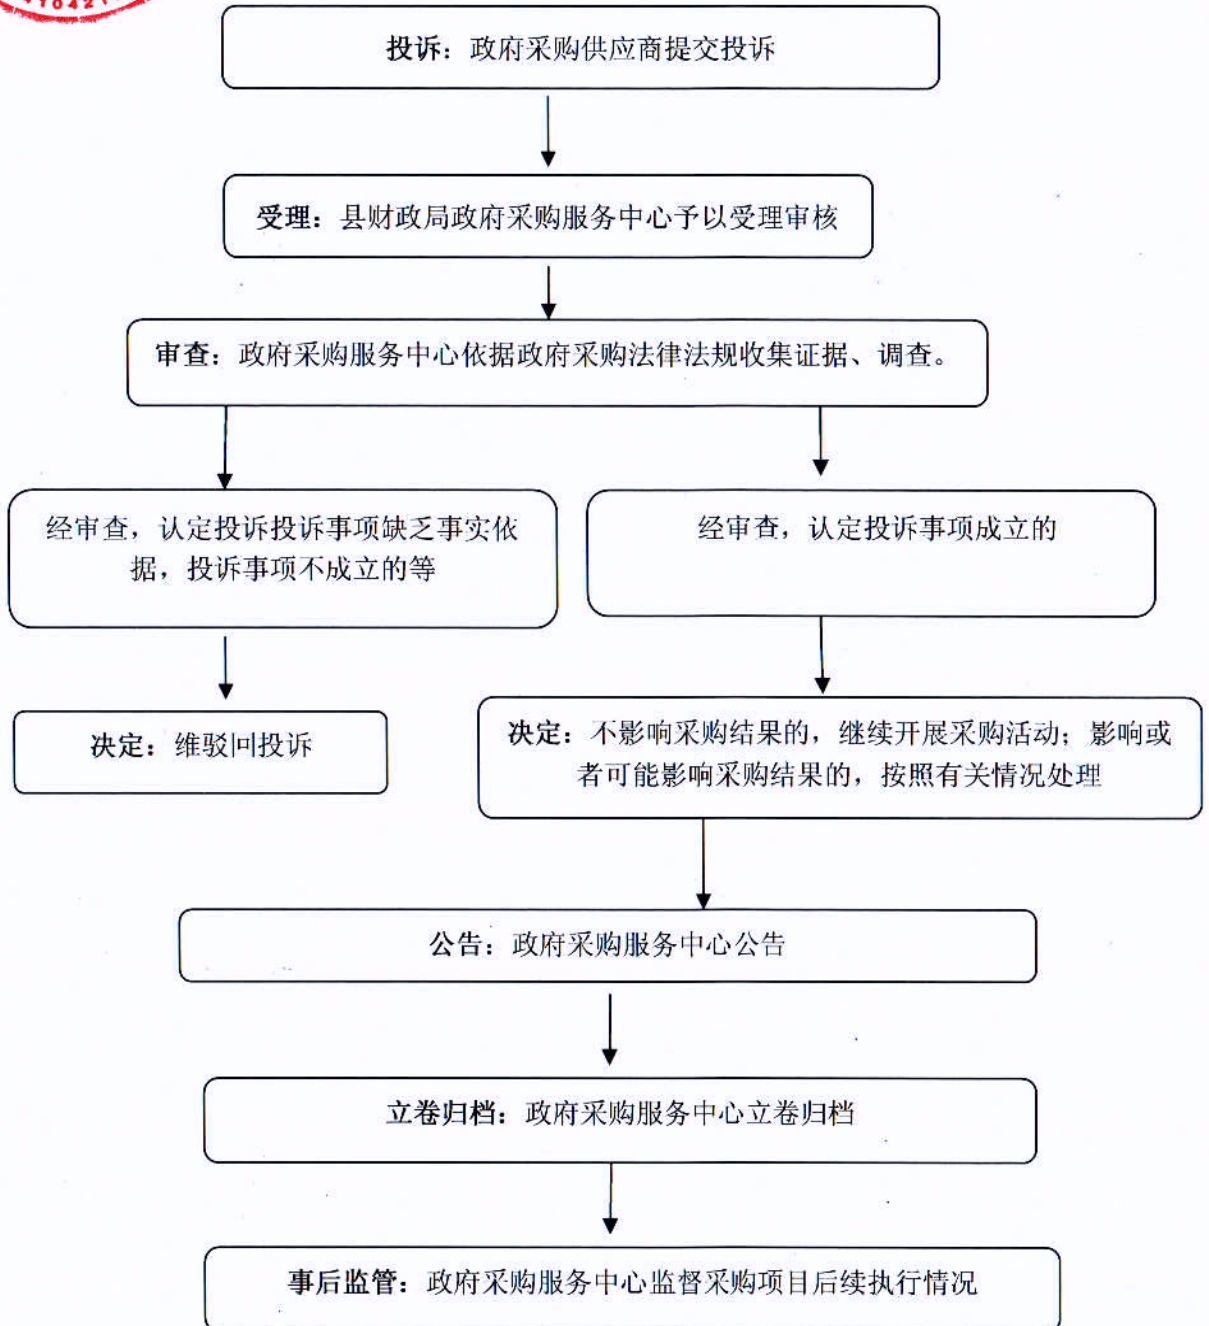 投诉：政府采购供应商提交投诉
受理：县财政局政府采购服务中心予以受理审核
审查：政府采购服务中心依据政府采购法律法规收集证据、调查。
经审查，认定投诉投诉事项缺乏事实依
据，投诉事项不成立的等
经审查，认定投诉事项成立的
决定：维驳回投诉
决定：不影响采购结果的，继续开展采购活动；影响或
者可能影响采购结果的，按照有关情况处理
公告：政府采购服务中心公告
立卷归档：政府采购服务中心立卷归档
事后监管：政府采购服务中心监督采购项目后续执行情况